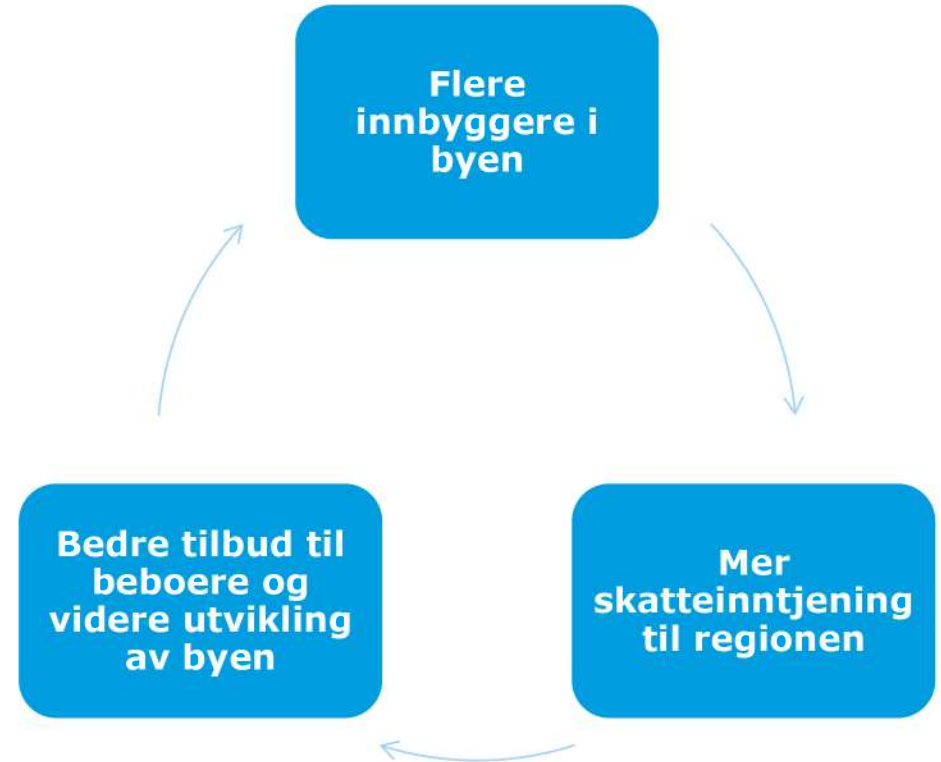 Flere
innbyggere i
byen
Mer
skatteinntjening
til regionen
Bedre tilbud til
beboere og
videre utvikling
av byen